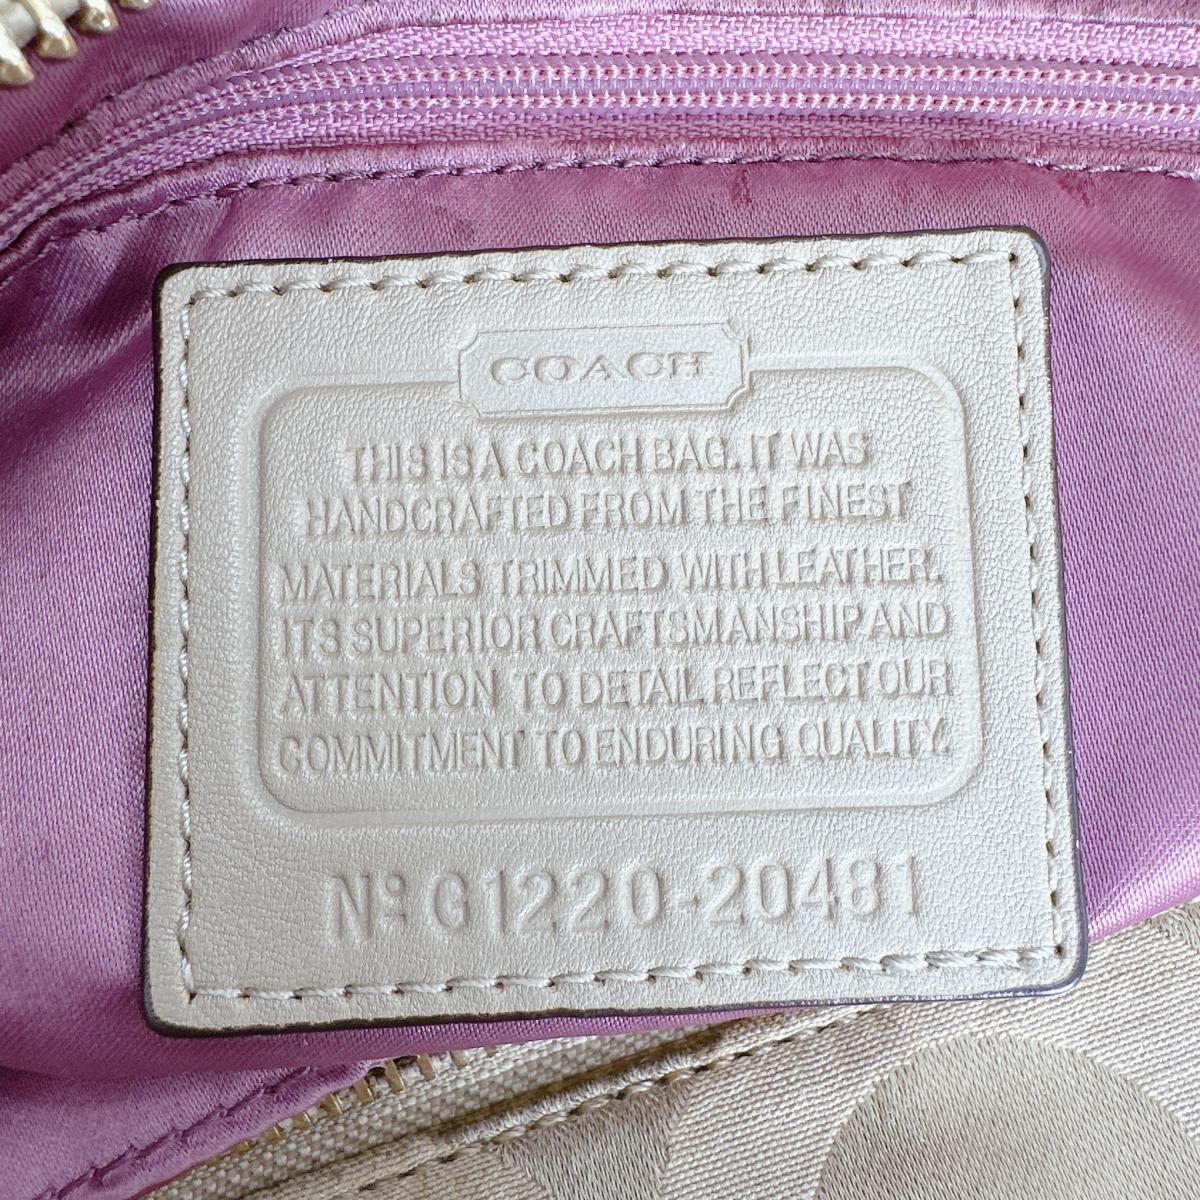 COACH
THIS IS A COACH BAG. IT WAS
HANDCRAFTED FROM THE FINEST
MATERIALS TRIMMED WITH LEATHER.
ITS SUPERIOR CRAFTSMANSHIP AND
ATTENTION TO DETAIL REFLECT OUR
COMMITMENT TO ENDURING QUALITY.
Nº G1220-20481